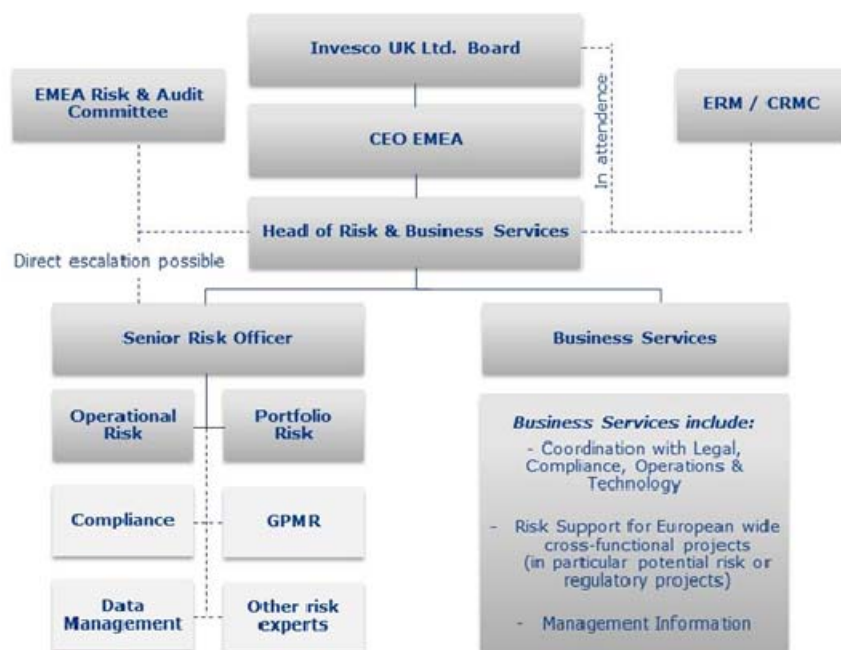 Invesco UK Ltd. Board
EMEA Risk & Audit
Committee
ERM / CRMC
In attendence
CEO EMEA
Head of Risk & Business Services
Direct escalation possible
Senior Risk Officer
Business Services
Operational
Risk
Portfolio
Risk
Compliance
GPMR
Data
Management
Other risk
experts
Business Services include:
- Coordination with Legal,
Compliance, Operations &
Technology
- Risk Support for European wide
cross-functional projects
(in particular potential risk or
regulatory projects)
- Management Information